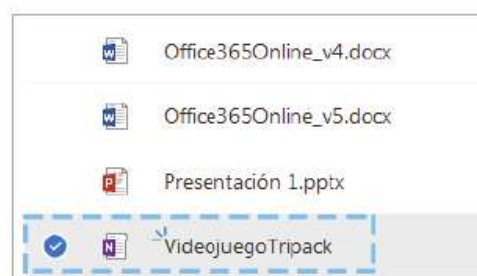 Office365Online_v4.docx
Office365Online_v5.docx
Presentación 1.pptx
VideojuegoTripack